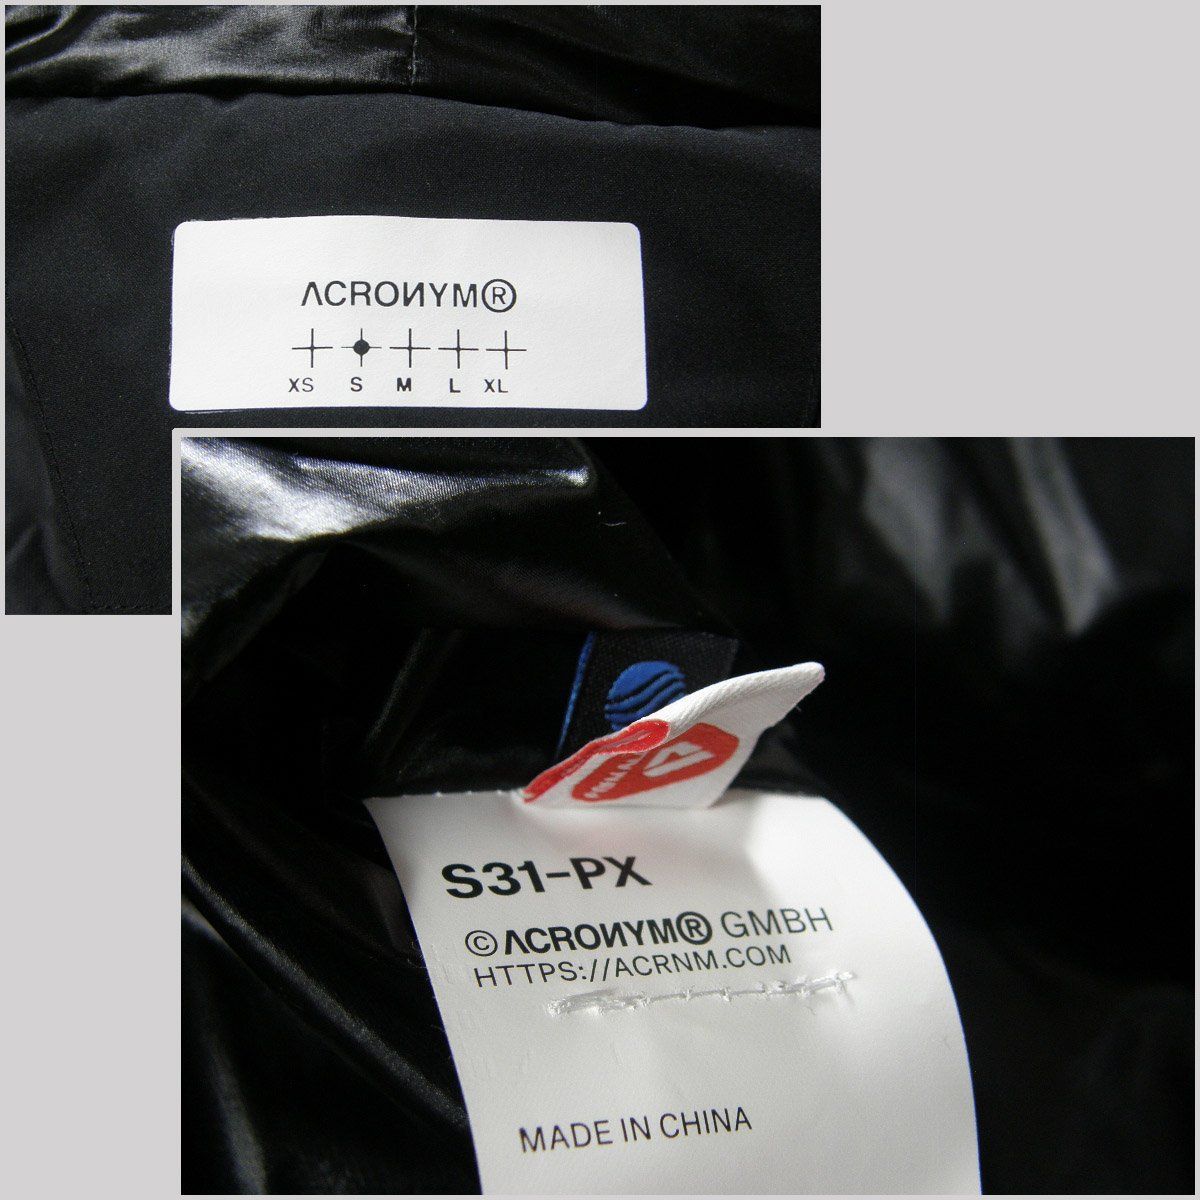 ACRONYM®
XS S M L XL
S31-PX
© ACRONYM® GMBH
HTTPS://ACRNM.COM
MADE IN CHINA